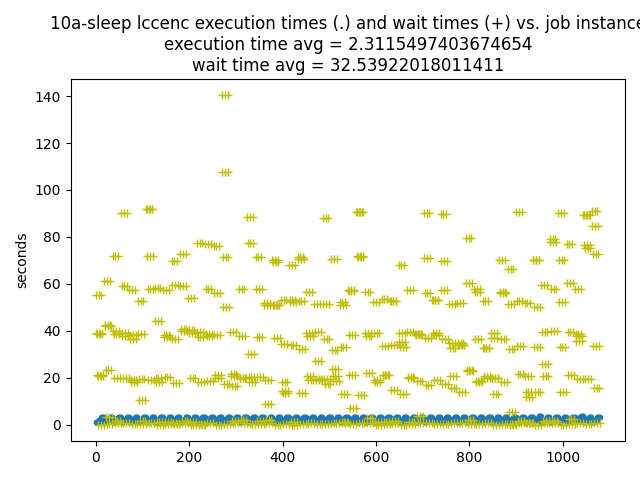 10a-sleep lccenc execution times (.) and wait times (+) vs. job instance
execution time avg = 2.3115497403674654
wait time avg = 32.53922018011411
140
120
100
80
60
40
20
0
seconds
0 200 400 600 800 1000